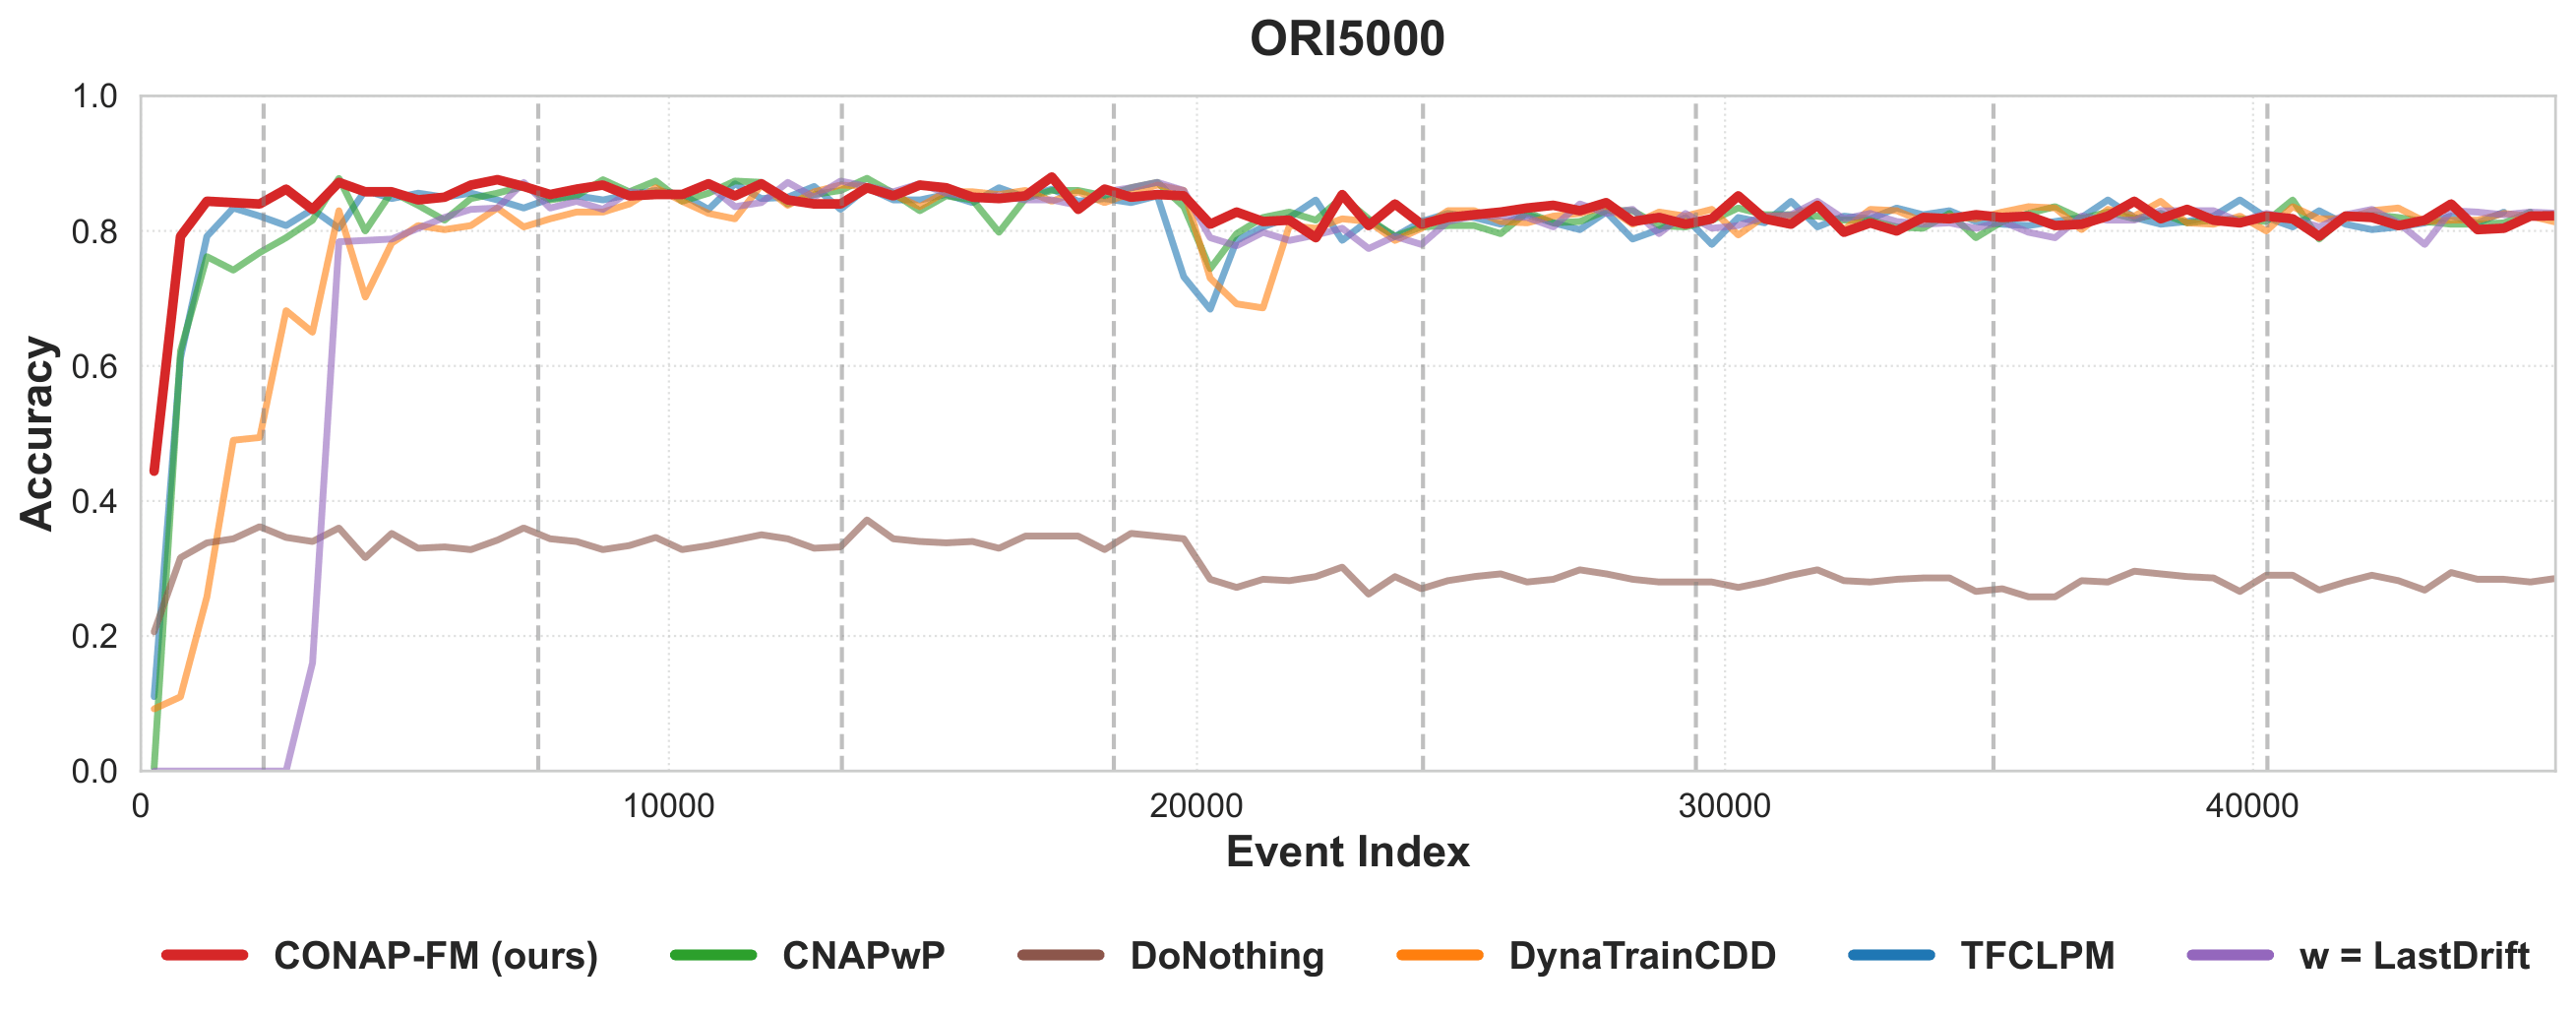 ORI5000
1.0
0.8
0.6
0.4
0.2
0.0
Accuracy
0 10000 20000 30000 40000
Event Index
CONAP-FM (ours) CNAPwP DoNothing DynaTrainCDD TFCLPM w = LastDrift